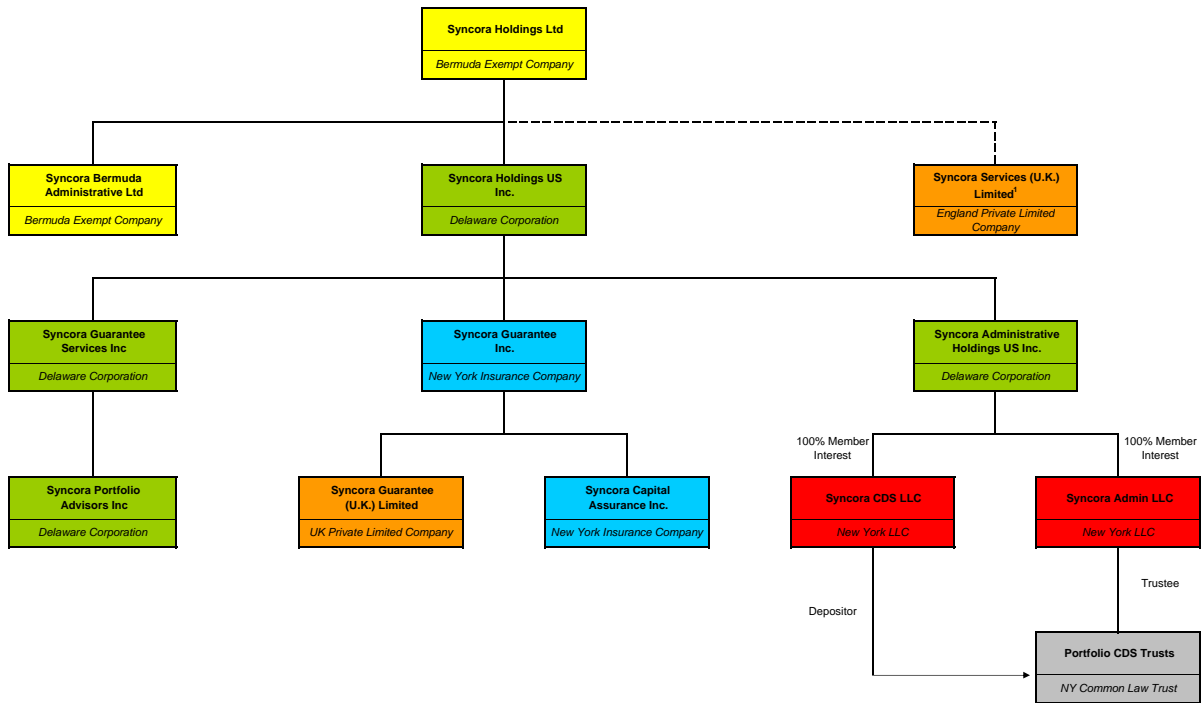 Syncora Holdings Ltd
Bermuda Exempt Company
Syncora Bermuda
Administrative Ltd
Bermuda Exempt Company
Syncora Holdings US
Inc.
Delaware Corporation
Syncora Services (U.K.)
Limited¹
England Private Limited
Company
Syncora Guarantee
Services Inc
Delaware Corporation
Syncora Guarantee
Inc.
New York Insurance Company
Syncora Administrative
Holdings US Inc.
Delaware Corporation
100% Member
Interest
100% Member
Interest
Syncora Portfolio
Advisors Inc
Delaware Corporation
Syncora Guarantee
(U.K.) Limited
UK Private Limited Company
Syncora Capital
Assurance Inc.
New York Insurance Company
Syncora CDS LLC
New York LLC
Syncora Admin LLC
New York LLC
Depositor
Trustee
Portfolio CDS Trusts
NY Common Law Trust